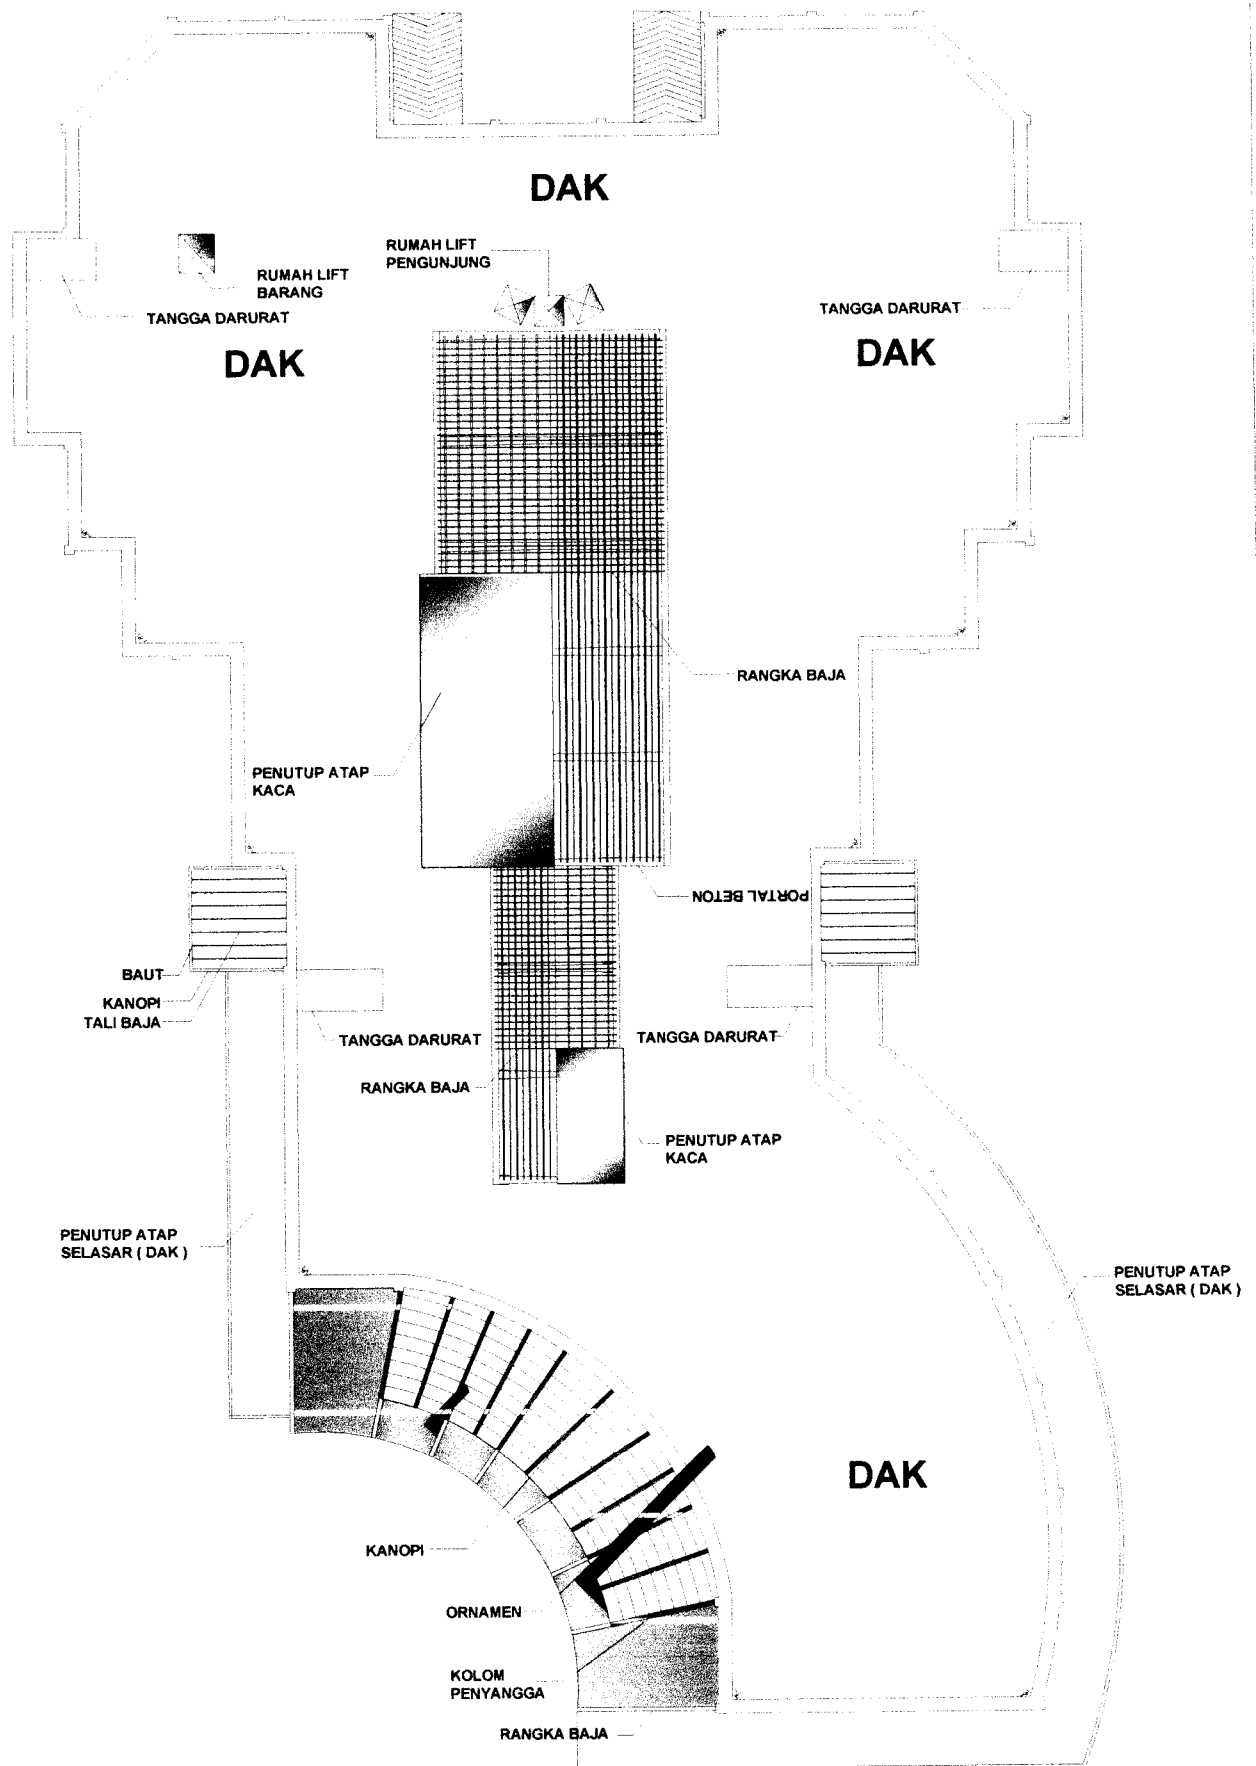 DAK
RUMAH LIFT
PENGUNJUNG
RUMAH LIFT
BARANG
TANGGA DARURAT
TANGGA DARURAT
DAK
DAK
RANGKA BAJA
PENUTUP ATAP
KACA
PORTAL BETON
BAUT
KANOPI
TALI BAJA
TANGGA DARURAT
TANGGA DARURAT
RANGKA BAJA
PENUTUP ATAP
KACA
PENUTUP ATAP
SELASAR ( DAK )
PENUTUP ATAP
SELASAR ( DAK )
DAK
KANOPI
ORNAMEN
KOLOM
PENYANGGA
RANGKA BAJA